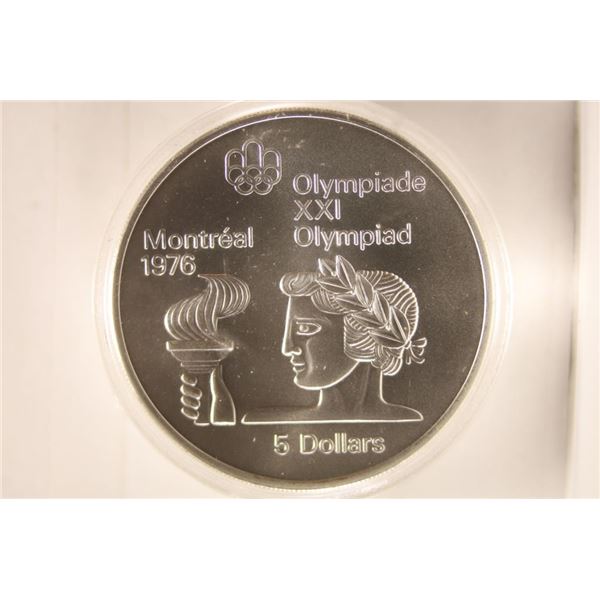 Olympiade
XXI
Olympiad
Montréal
1976
5 Dollars